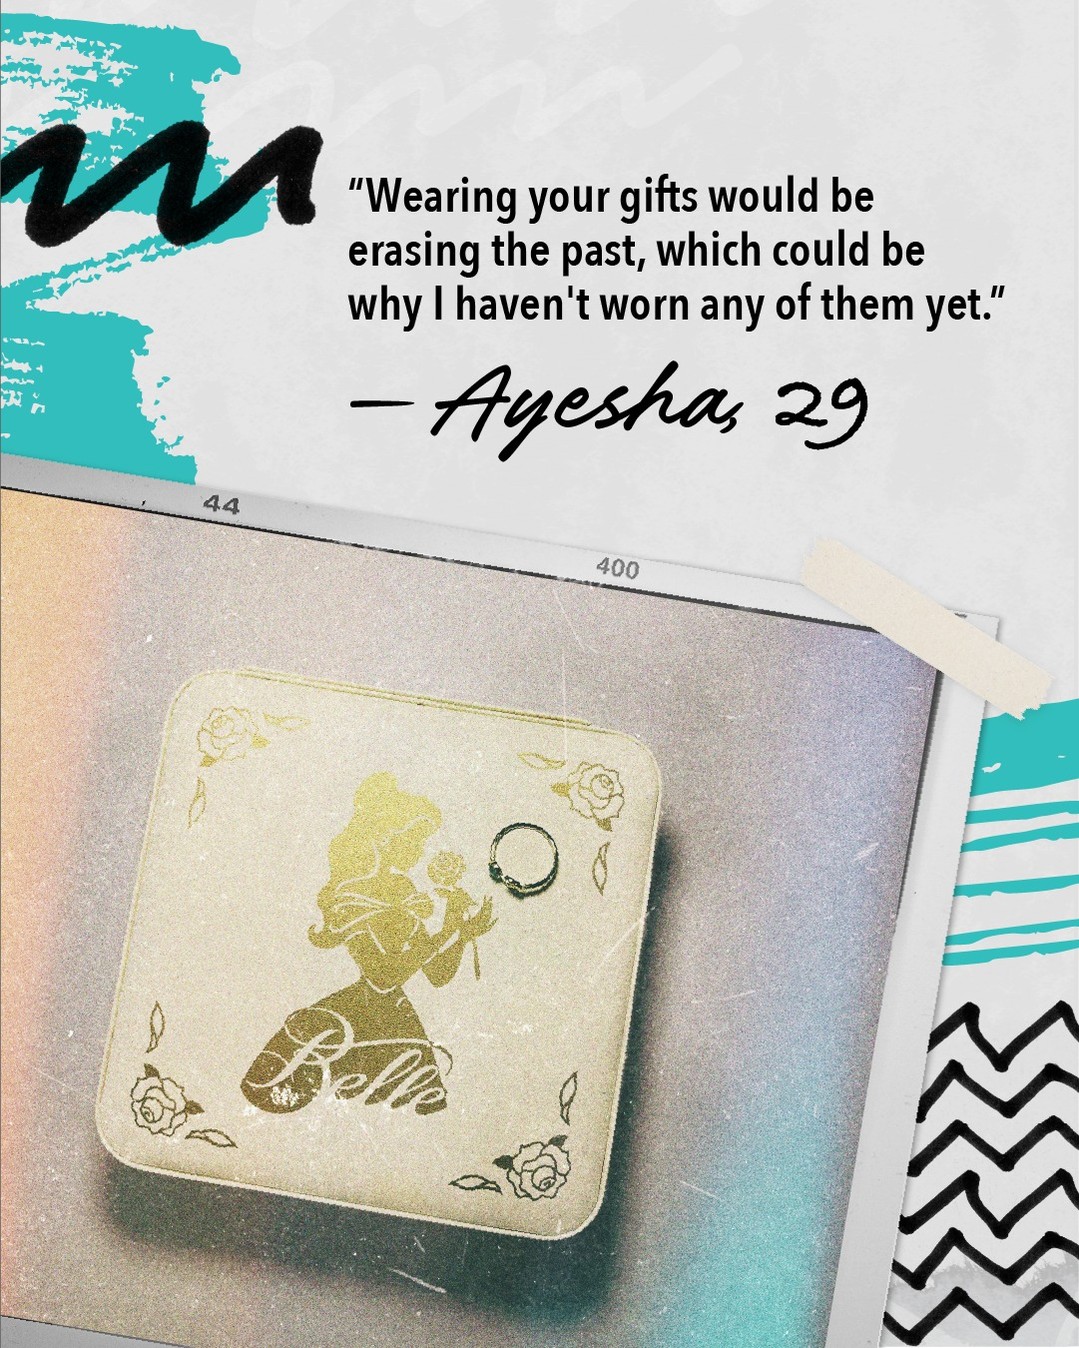 “Wearing your gifts would be
erasing the past, which could be
why I haven't worn any of them yet.”
– Ayesha, 29
44
400
Belle